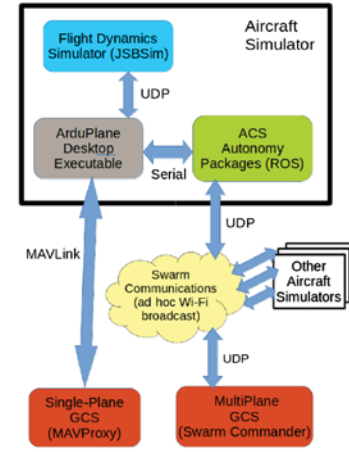 Aircraft
Simulator
Flight Dynamics
Simulator (JSBSim)
UDP
ArduPlane
Desktop
Executable
Serial
ACS
Autonomy
Packages (ROS)
MAVLink
UDP
Swarm
Communications
(ad hoc Wi-Fi
broadcast)
Other
Aircraft
Simulators
UDP
Single-Plane
GCS
(MAVProxy)
MultiPlane
GCS
(Swarm Commander)